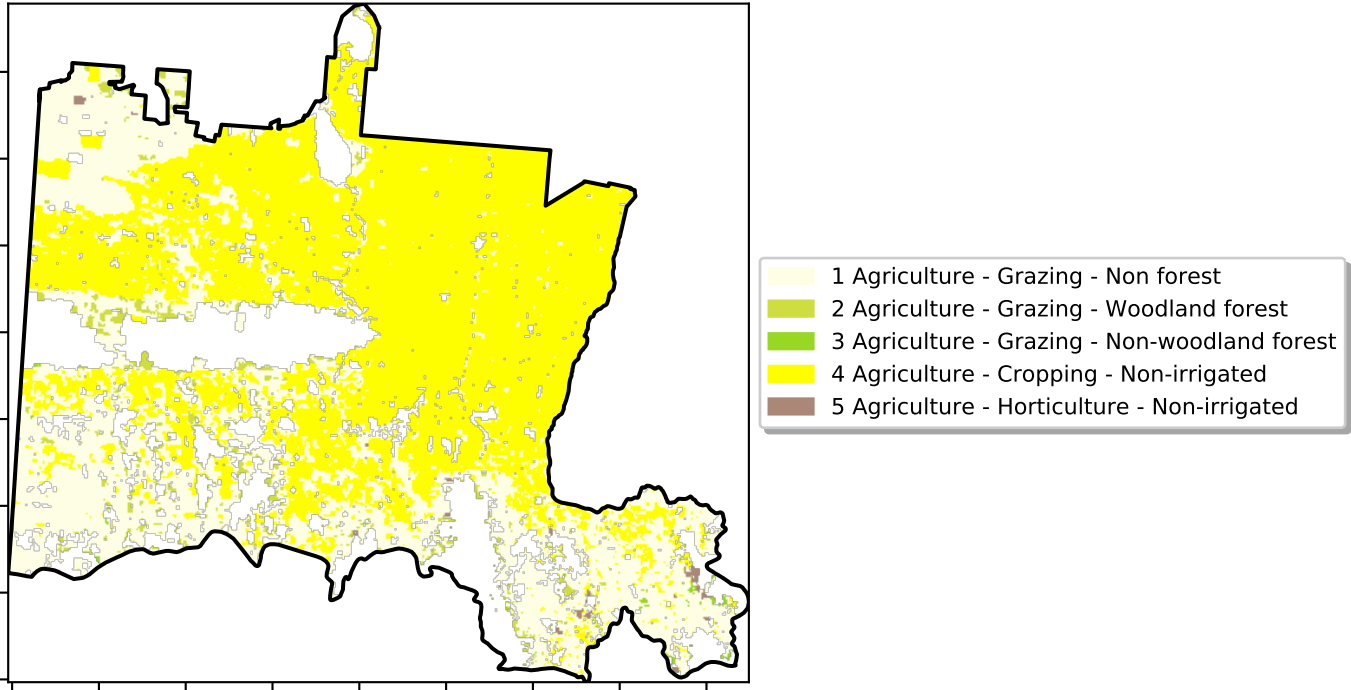 1 Agriculture - Grazing - Non forest
2 Agriculture - Grazing - Woodland forest
3 Agriculture - Grazing - Non-woodland forest
4 Agriculture - Cropping - Non-irrigated
5 Agriculture - Horticulture - Non-irrigated